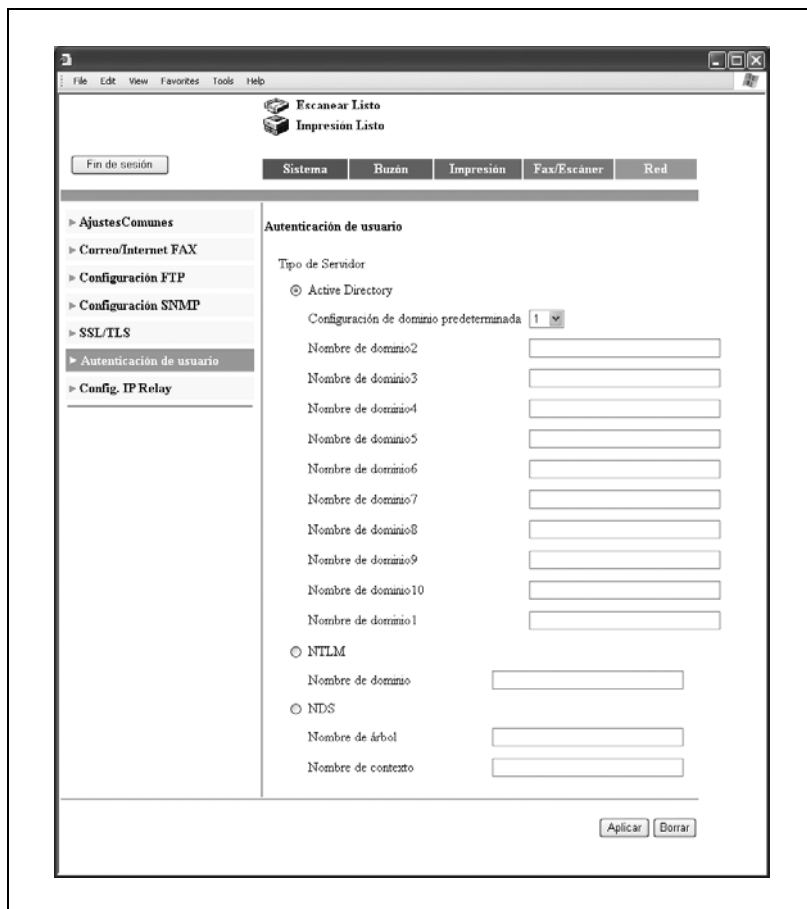 File Edit View Favorites Tools Help
Escanear Listo
Impresión Listo
Fin de sesión
Sistema Buzón Impresión Fax/Escáner Red
AjustesComunes
Correo/Internet FAX
Configuración FTP
Configuración SNMP
SSL/TLS
Autenticación de usuario
Config. IP Relay
Autenticación de usuario
Tipo de Servidor
Active Directory
Configuración de dominio predeterminada 1
Nombre de dominio2
Nombre de dominio3
Nombre de dominio4
Nombre de dominio5
Nombre de dominio6
Nombre de dominio7
Nombre de dominio8
Nombre de dominio9
Nombre de dominio10
Nombre de dominio1
NTLM
Nombre de dominio
NDS
Nombre de árbol
Nombre de contexto
Aplicar Borrar